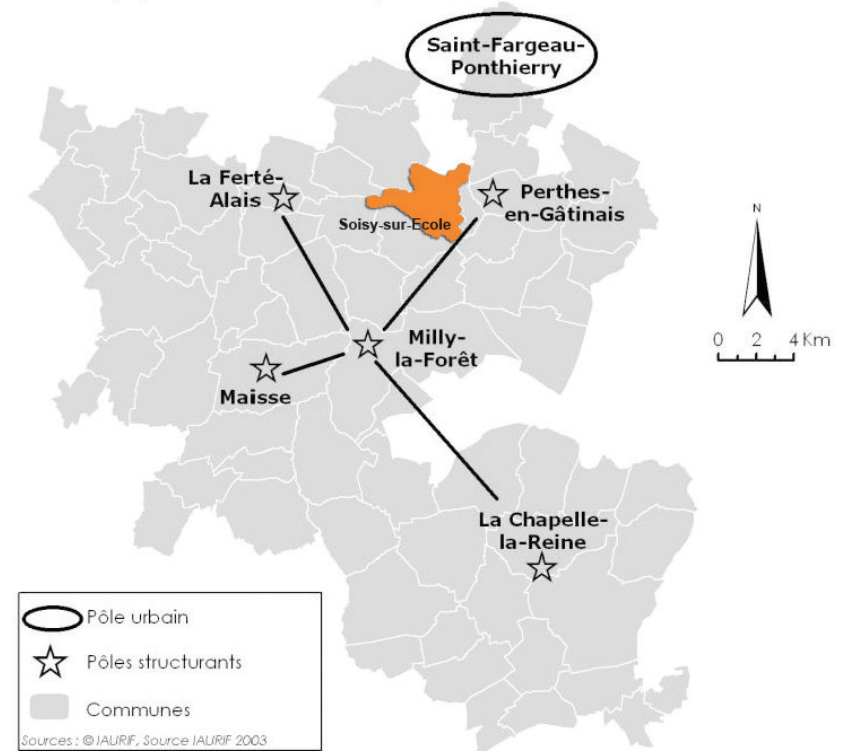 Saint-Fargeau-
Ponthierry
La Ferté-
Alais
Perthes-
en-Gâtinais
Soisy-sur-Ecole
N
0 2 4 Km
Milly-
la-Forêt
Maisse
La Chapelle-
la-Reine
Pôle urbain
Pôles structurants
Communes
Sources : © IAURIF, Source IAURIF 2003